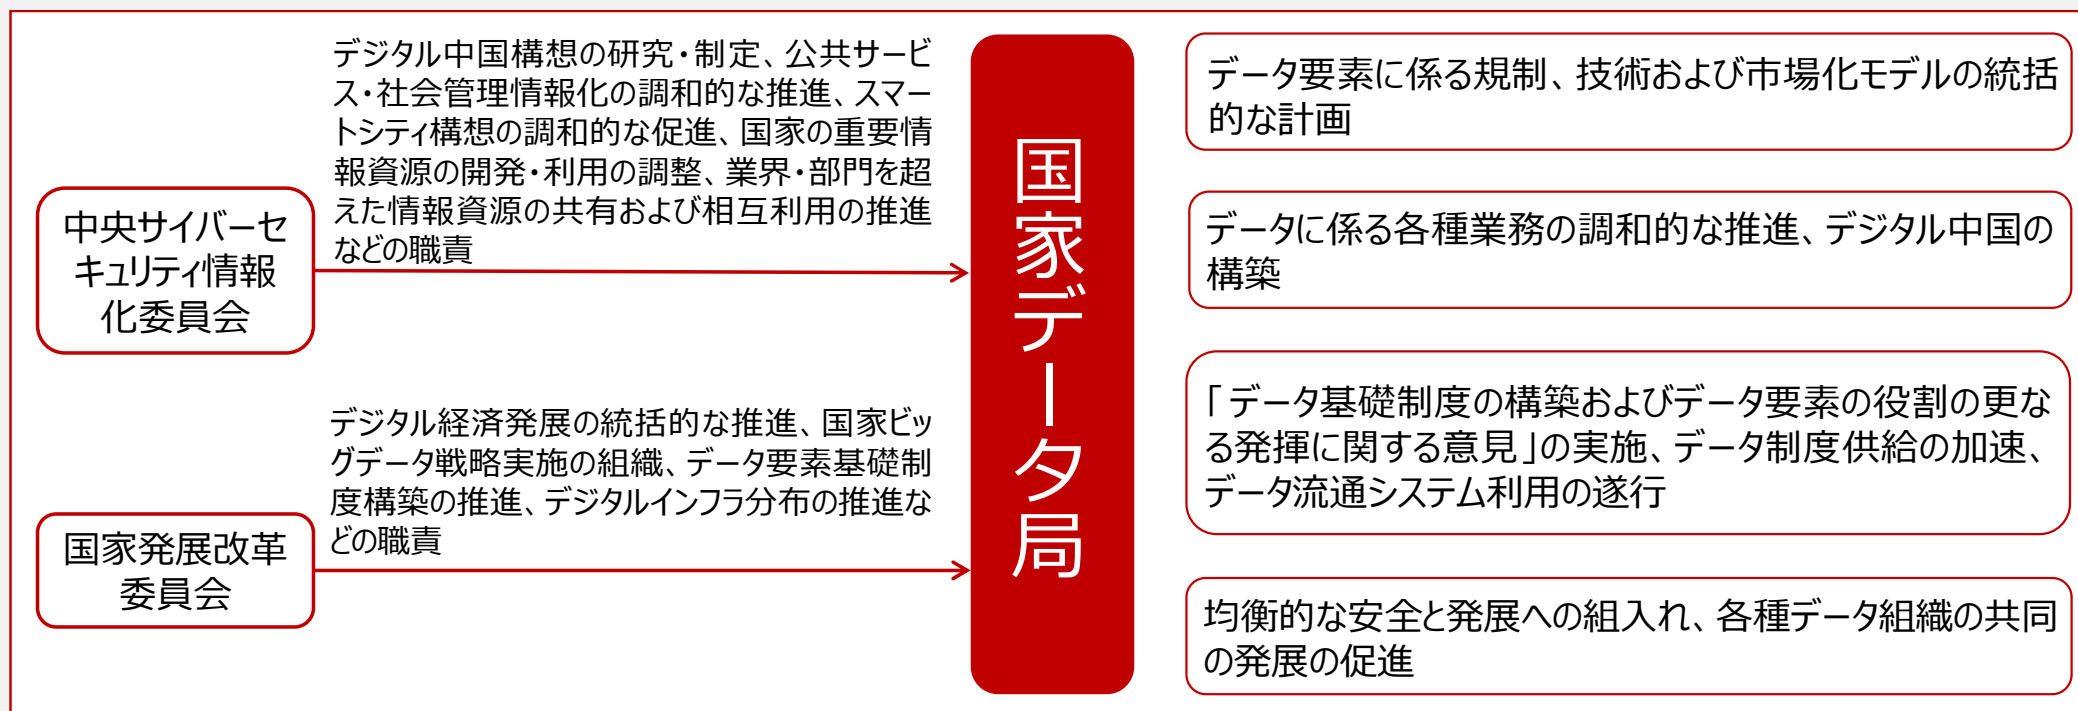 デジタル中国構想の研究・制定、公共サービ
ス・社会管理情報化の調和的な推進、スマー
トシティ構想の調和的な促進、国家の重要情
報資源の開発・利用の調整、業界・部門を超
えた情報資源の共有および相互利用の推進
などの職責
中央サイバーセ
キュリティ情報
化委員会
デジタル経済発展の統括的な推進、国家ビッ
グデータ戦略実施の組織、データ要素基礎制
度構築の推進、デジタルインフラ分布の推進な
どの職責
国家発展改革
委員会
国家データ局
データ要素に係る規制、技術および市場化モデルの統括
的な計画
データに係る各種業務の調和的な推進、デジタル中国の
構築
「データ基礎制度の構築およびデータ要素の役割の更な
る発揮に関する意見」の実施、データ制度供給の加速、
データ流通システム利用の遂行
均衡的な安全と発展への組入れ、各種データ組織の共同
の発展の促進